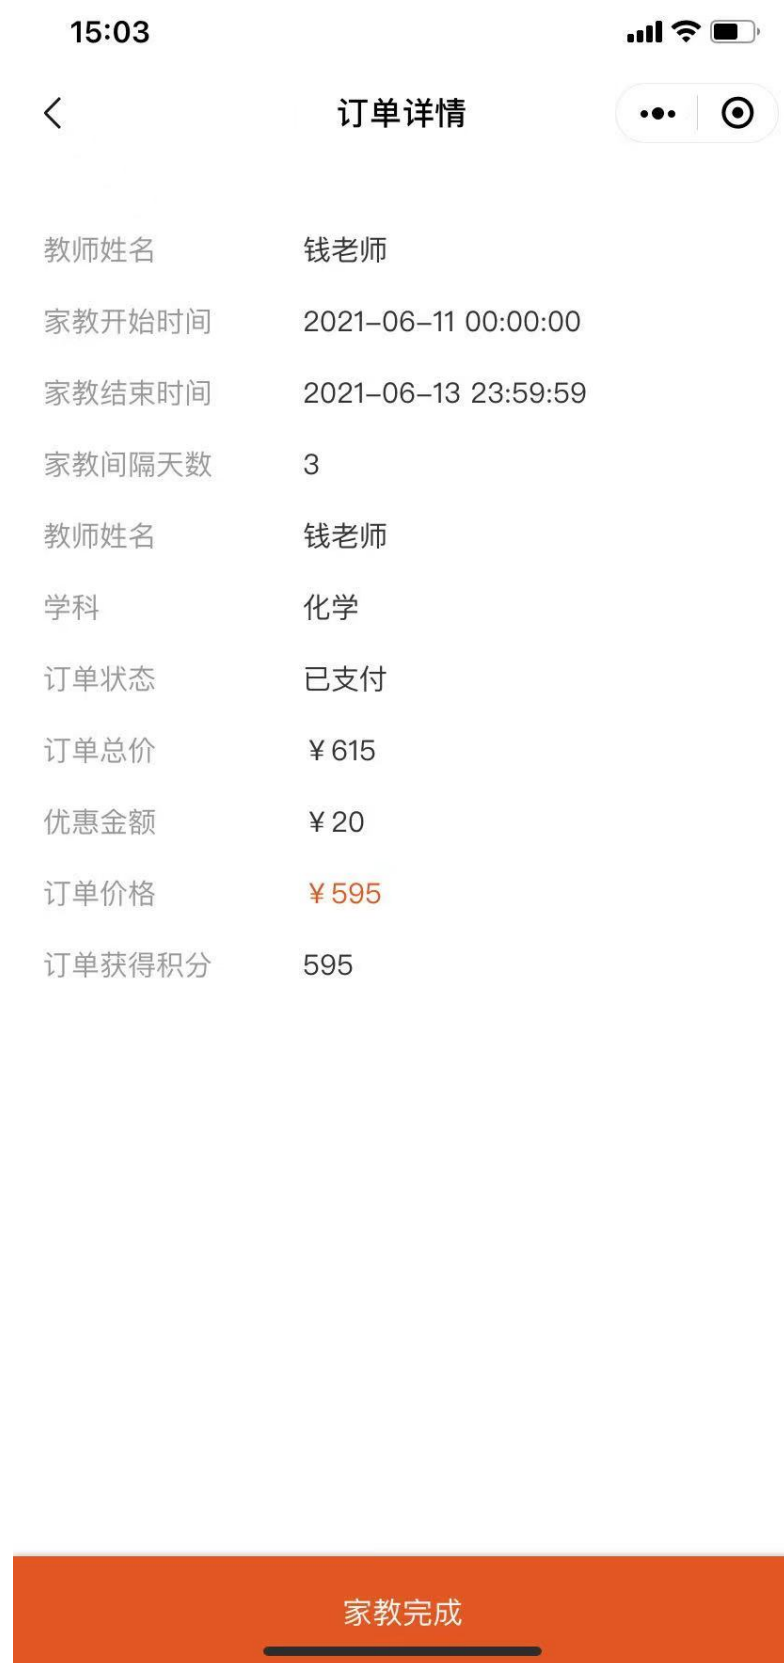 15:03
订单详情
教师姓名 钱老师
家教开始时间 2021-06-11 00:00:00
家教结束时间 2021-06-13 23:59:59
家教间隔天数 3
教师姓名 钱老师
学科 化学
订单状态 已支付
订单总价 ¥615
优惠金额 ¥20
订单价格 ¥595
订单获得积分 595
家教完成